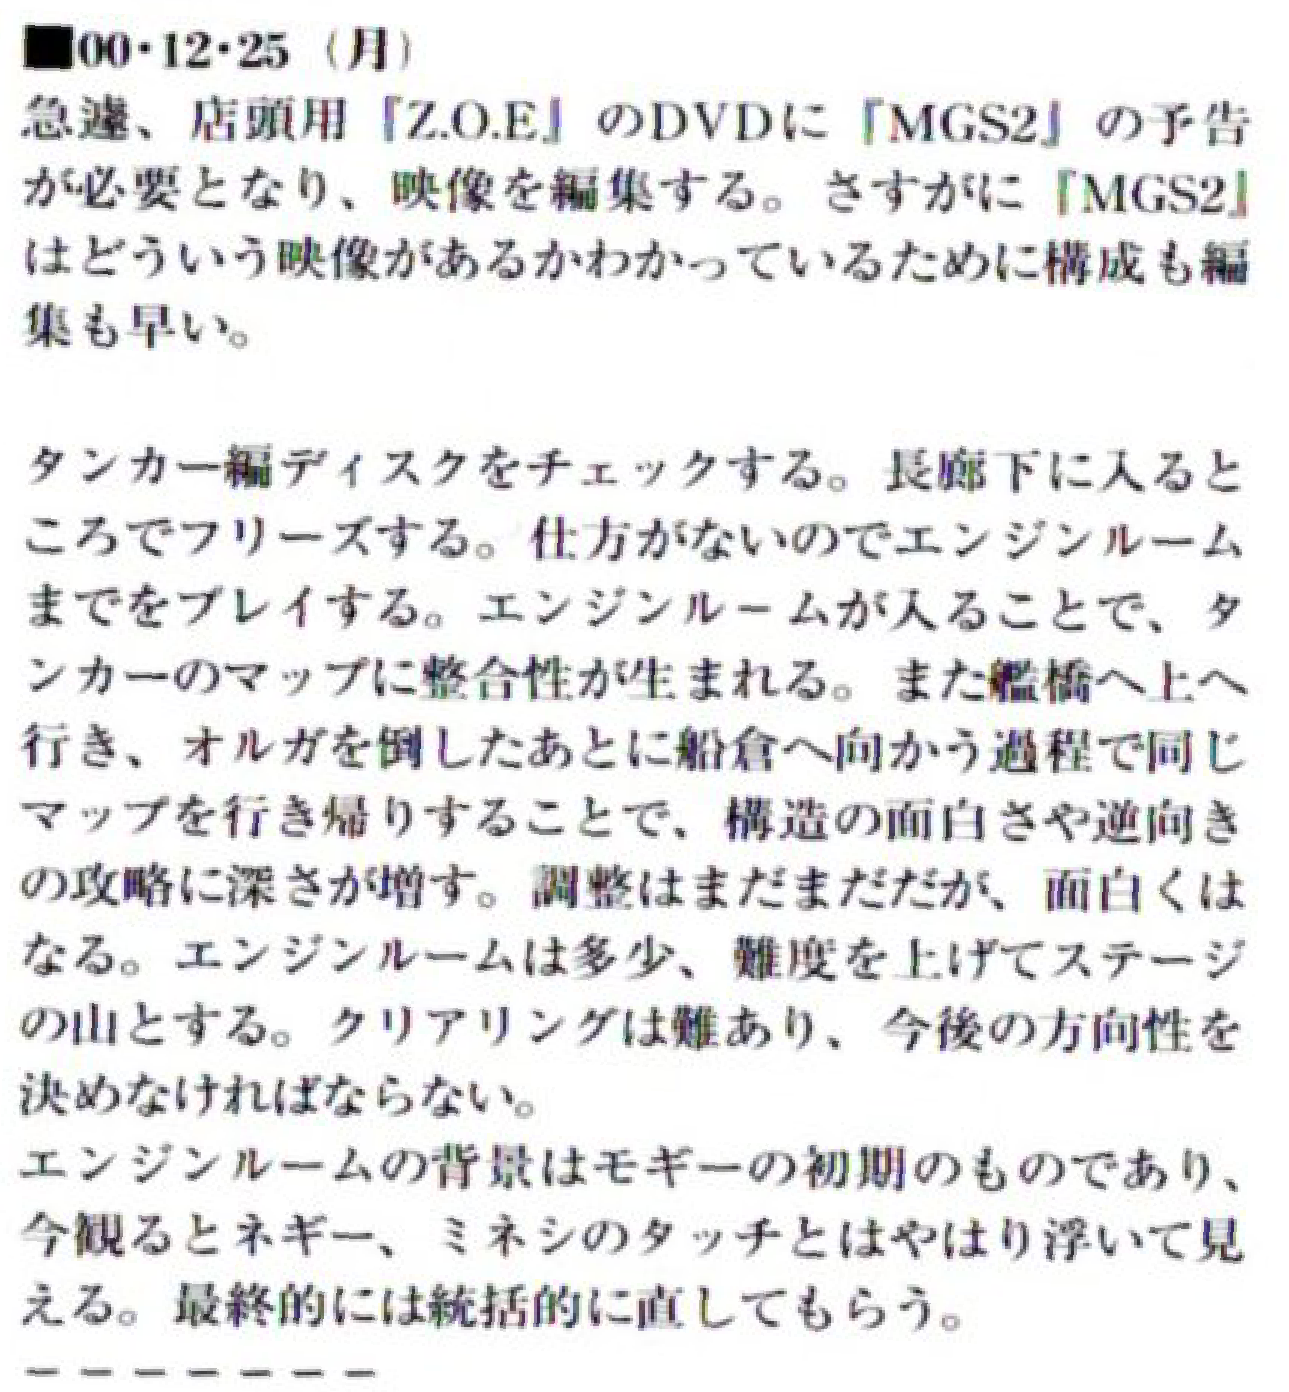 ■00・12・25（月）
急遽、店頭用『Z.O.E』のDVDに『MGS2』の予告
が必要となり、映像を編集する。さすがに『MGS2』
はどういう映像があるかわかっているために構成も編
集も早い。
タンカー編ディスクをチェックする。長廊下に入ると
ころでフリーズする。仕方がないのでエンジンルーム
までをプレイする。エンジンルームが入ることで、タ
ンカーのマップに整合性が生まれる。また艦橋へ上へ
行き、オルガを倒したあとに船倉へ向かう過程で同じ
マップを行き帰りすることで、構造の面白さや逆向き
の攻略に深さが増す。調整はまだまだだが、面白くは
なる。エンジンルームは多少、難度を上げてステージ
の山とする。クリアリングは難あり、今後の方向性を
決めなければならない。
エンジンルームの背景はモギーの初期のものであり、
今観るとネギー、ミネシのタッチとはやはり浮いて見
える。最終的には統括的に直してもらう。
－－－－－－－